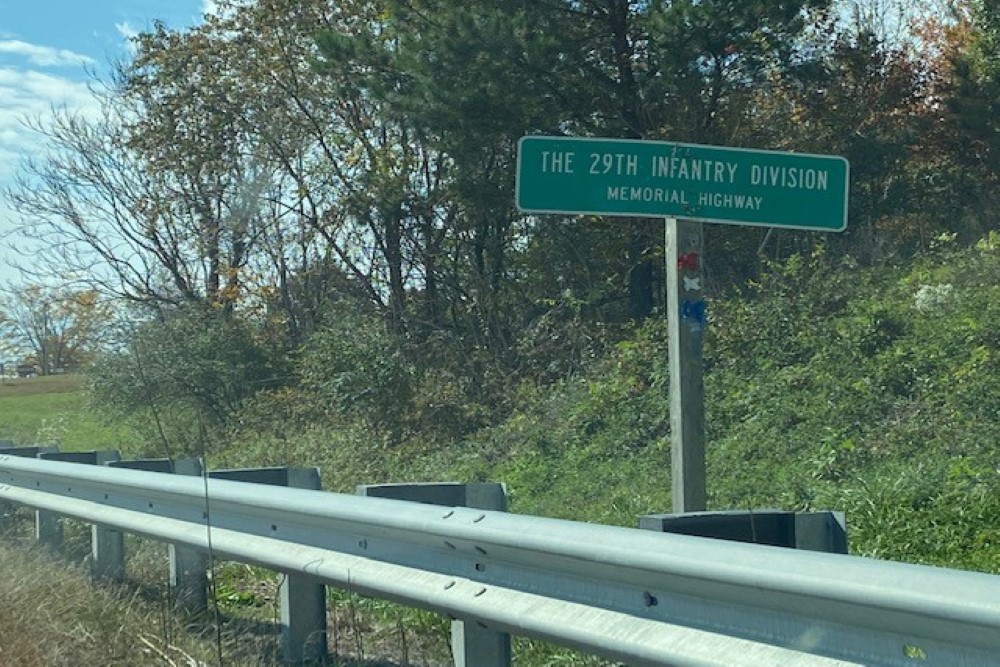 THE 29TH INFANTRY DIVISION
MEMORIAL HIGHWAY